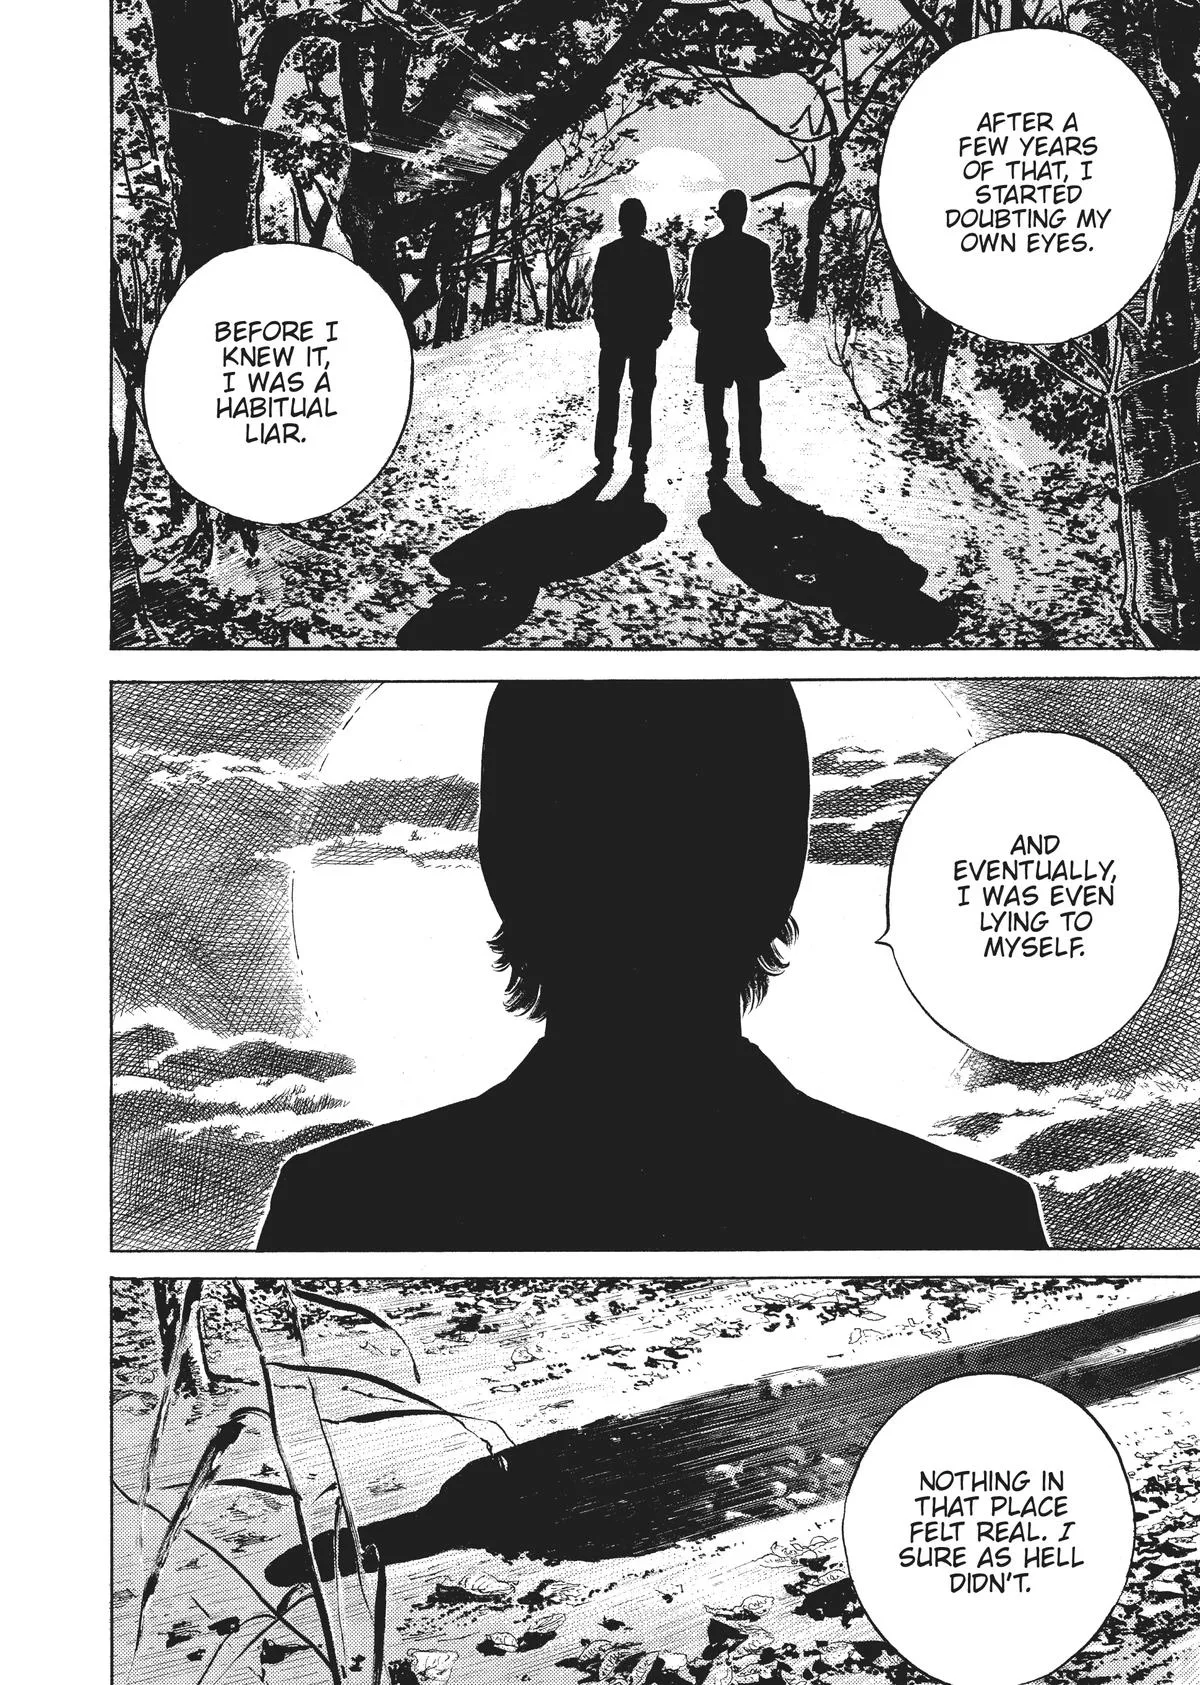 AFTER A
FEW YEARS
OF THAT, I
STARTED
DOUBTING MY
OWN EYES.
BEFORE I
KNEW IT,
I WAS A
HABITUAL
LIAR.
AND
EVENTUALLY,
I WAS EVEN
LYING TO
MYSELF.
NOTHING IN
THAT PLACE
FELT REAL. I
SURE AS HELL
DIDN'T.